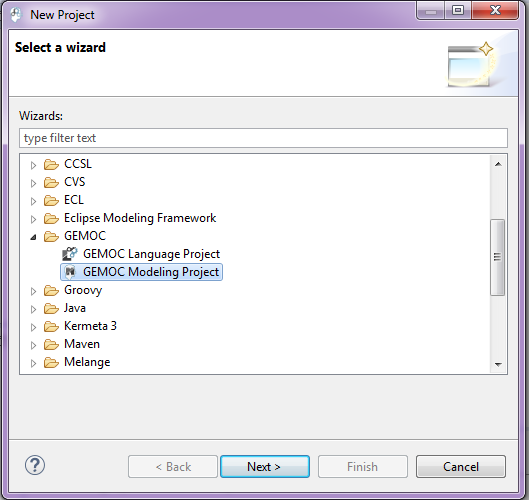 New Project
Select a wizard
Wizards:
type filter text
CCSL
CVS
ECL
Eclipse Modeling Framework
GEMOC
GEMOC Language Project
GEMOC Modeling Project
Groovy
Java
Kermeta 3
Maven
Melange
? < Back Next > Finish Cancel